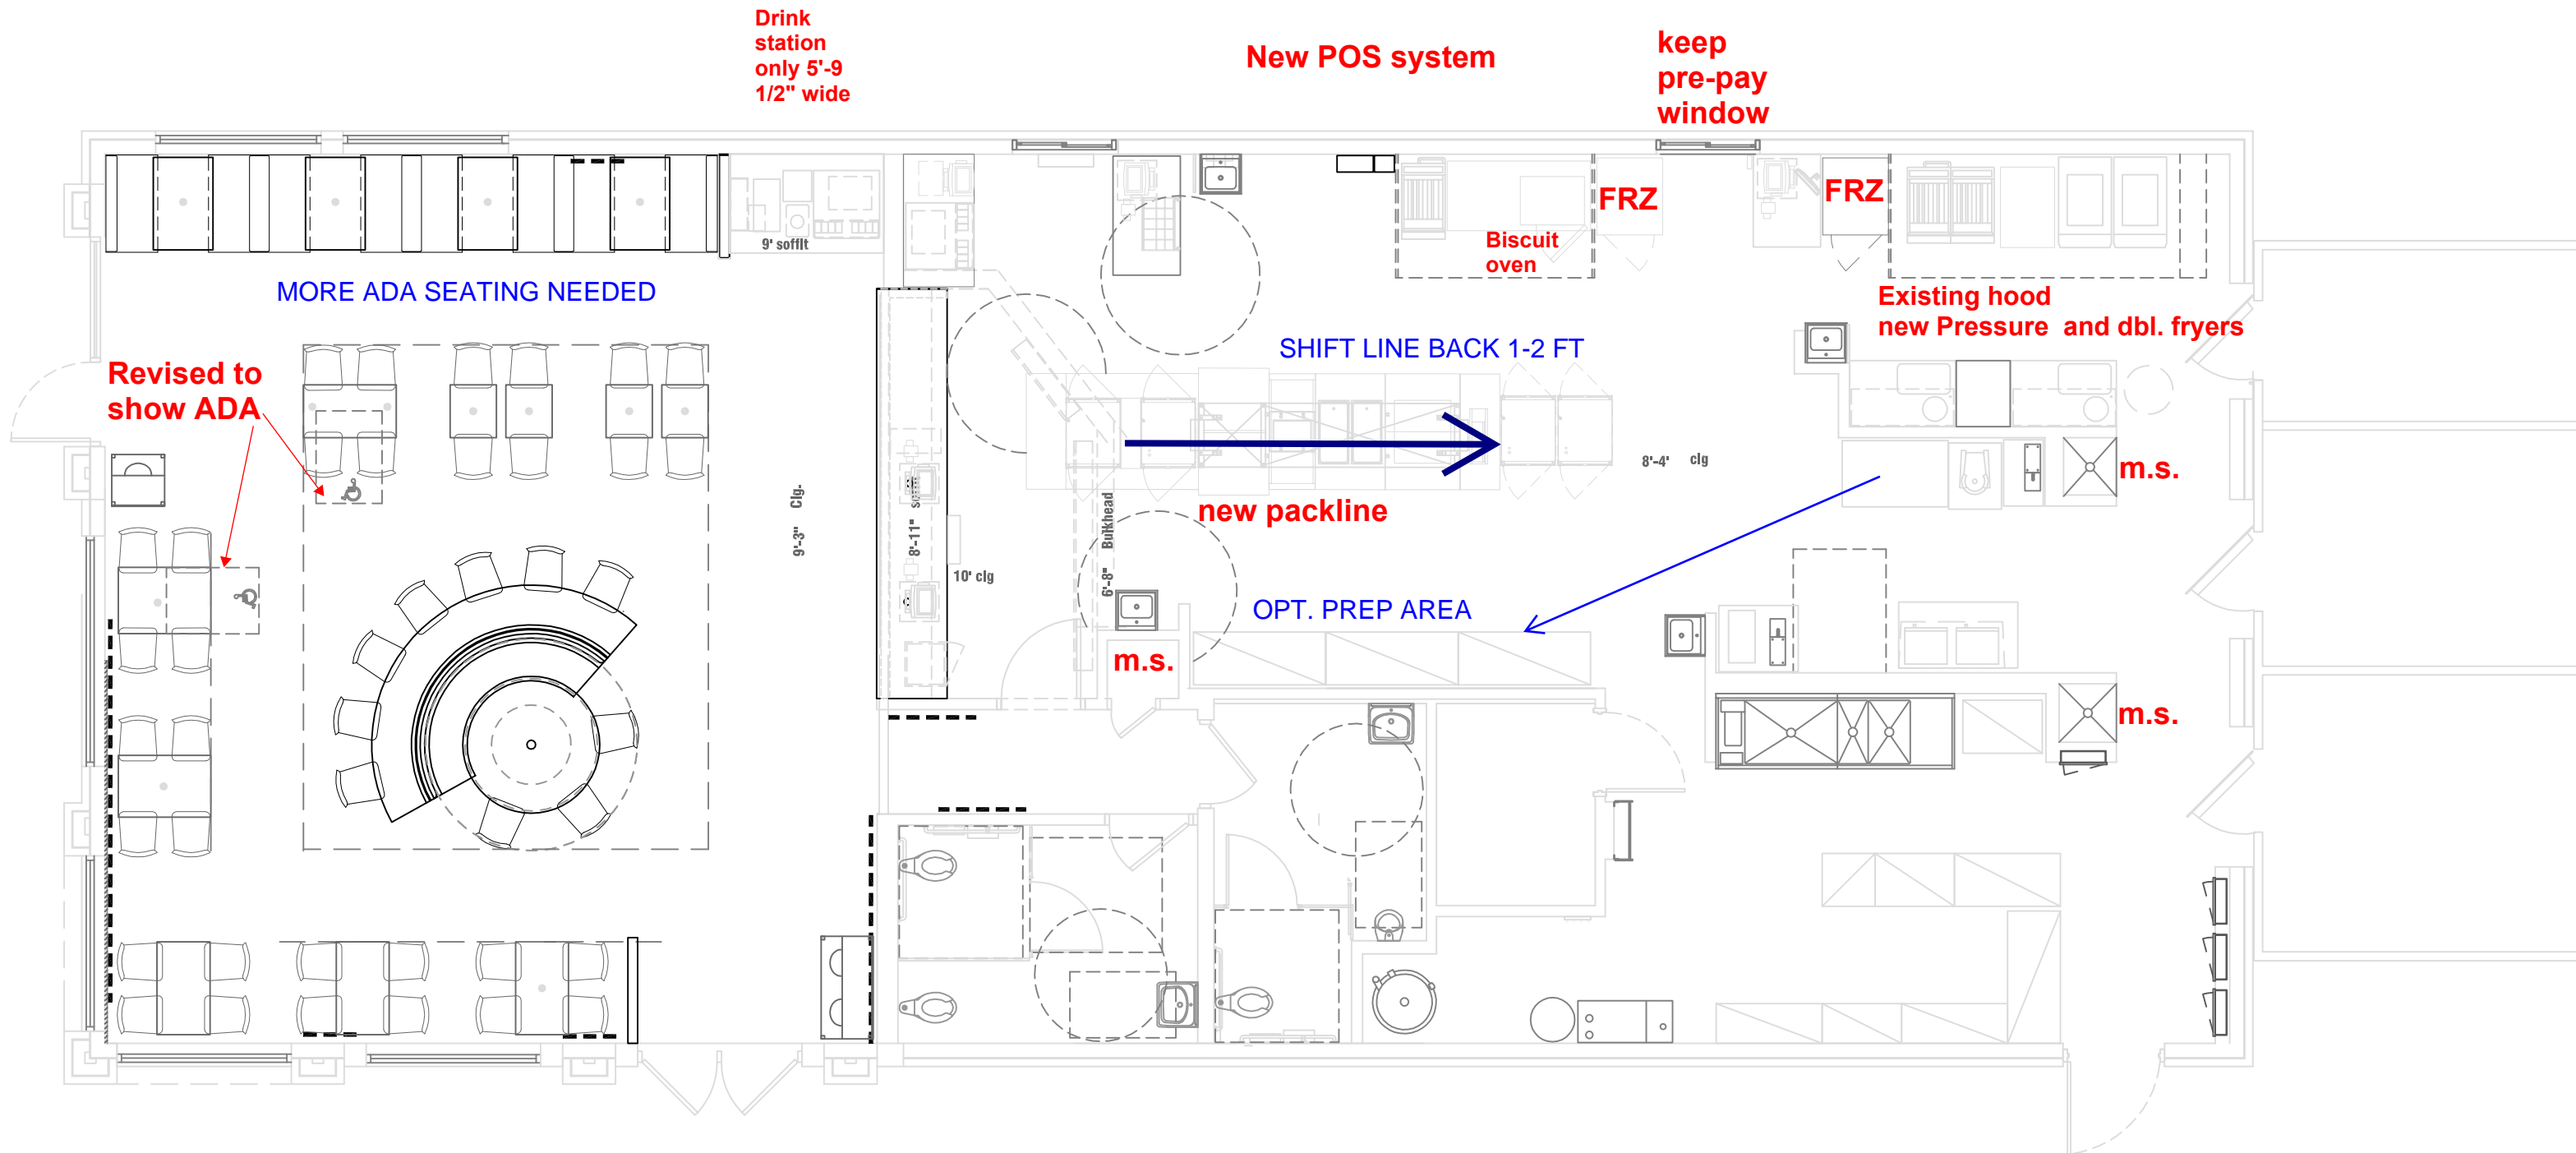 Drink
station
only 5'-9
1/2" wide
New POS system
keep
pre-pay
window
FRZ
FRZ
9' soffit
Biscuit
oven
MORE ADA SEATING NEEDED
Existing hood
new Pressure and dbl. fryers
SHIFT LINE BACK 1-2 FT
Revised to
show ADA
8'-4" clg
m.s.
new packline
9'-3" Clg.
8'-11"
6'-8" Bulkhead
10' clg
OPT. PREP AREA
m.s.
m.s.